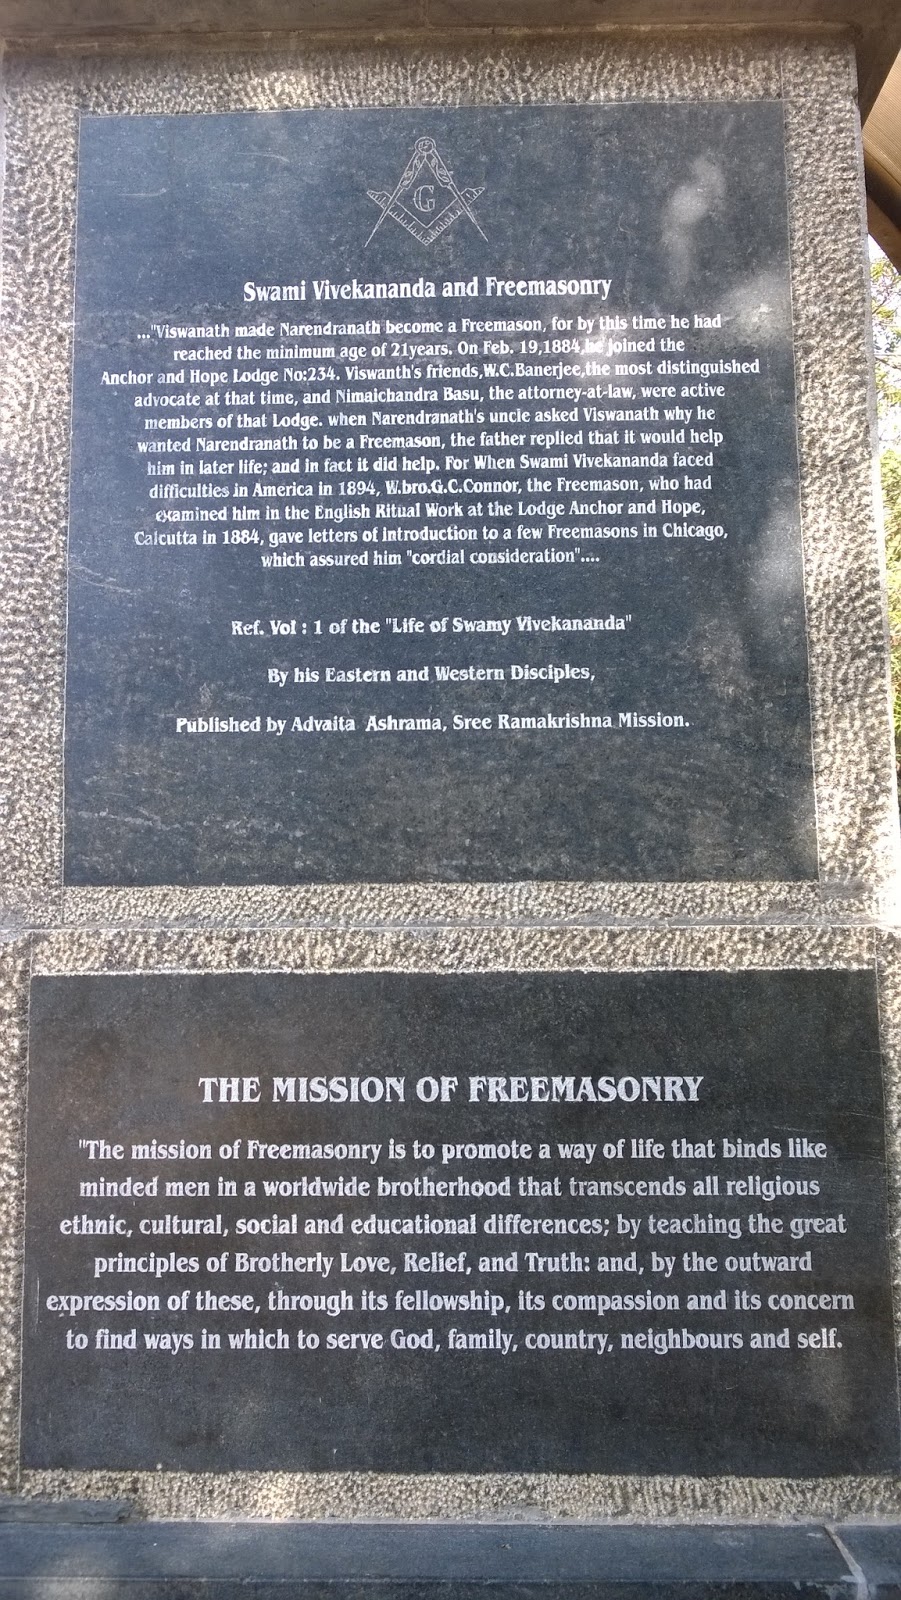 G
Swami Vivekananda and Freemasonry
..."Viswanath made Narendranath become a Freemason, for by this time he had
reached the minimum age of 21years. On Feb. 19,1884,he joined the
Anchor and Hope Lodge No:234. Viswanth's friends,W.C.Banerjee,the most distinguished
advocate at that time, and Nimaichandra Basu, the attorney-at-law, were active
members of that Lodge. when Narendranath's uncle asked Viswanath why he
wanted Narendranath to be a Freemason, the father replied that it would help
him in later life; and in fact it did help. For When Swami Vivekananda faced
difficulties in America in 1894, W.bro.G.C.Connor, the Freemason, who had
examined him in the English Ritual Work at the Lodge Anchor and Hope,
Calcutta in 1884, gave letters of introduction to a few Freemasons in Chicago,
which assured him "cordial consideration"....
Ref. Vol : 1 of the "Life of Swamy Vivekananda"
By his Eastern and Western Disciples,
Published by Advaita Ashrama, Sree Ramakrishna Mission.
THE MISSION OF FREEMASONRY
"The mission of Freemasonry is to promote a way of life that binds like
minded men in a worldwide brotherhood that transcends all religious
ethnic, cultural, social and educational differences; by teaching the great
principles of Brotherly Love, Relief, and Truth: and, by the outward
expression of these, through its fellowship, its compassion and its concern
to find ways in which to serve God, family, country, neighbours and self.